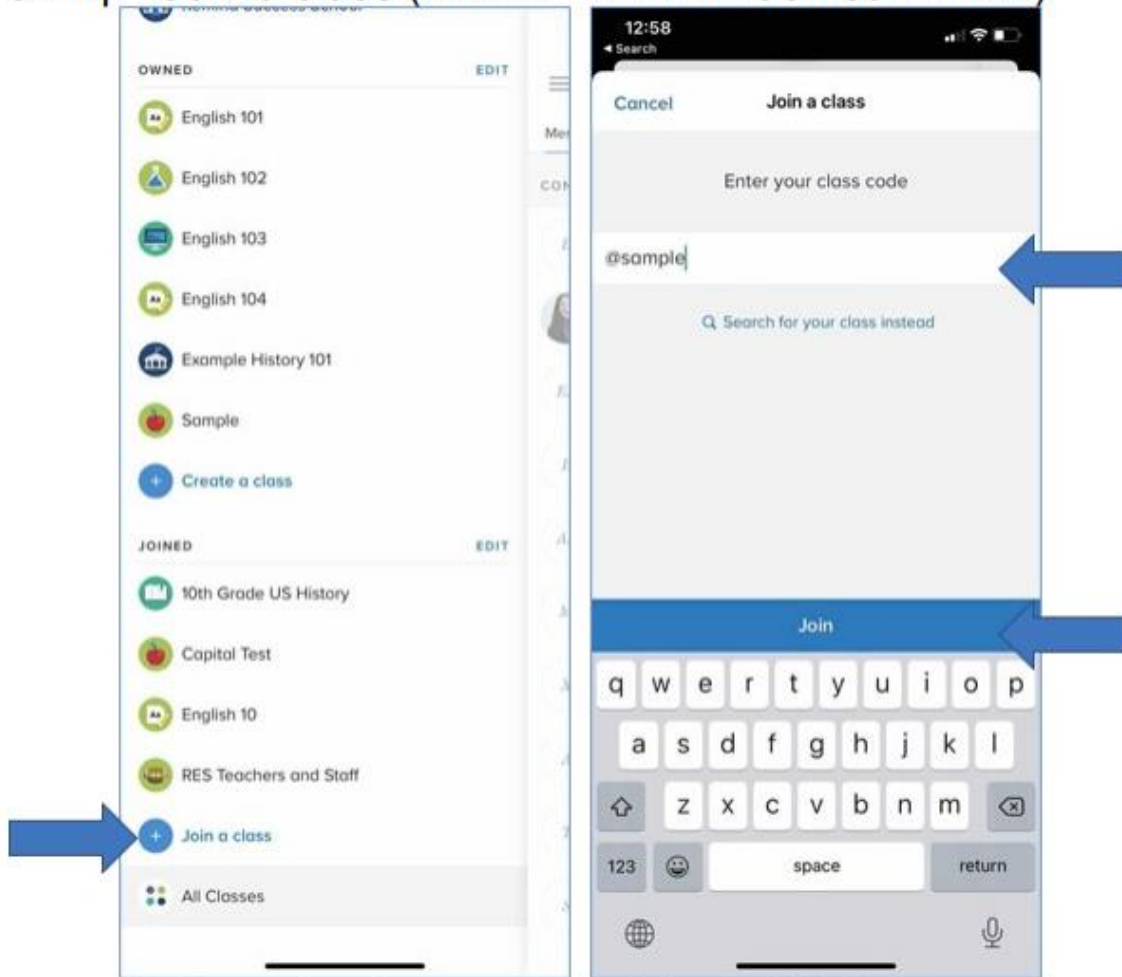 OWNED EDIT
English 101
English 102
English 103
English 104
Example History 101
Sample
Create a class
JOINED EDIT
10th Grade US History
Capital Test
English 10
RES Teachers and Staff
Join a class
All Classes
12:58
Search
Cancel Join a class
Enter your class code
@sample
Search for your class instead
Join
q w e r t y u i o p
a s d f g h j k l
z x c v b n m
123 space return